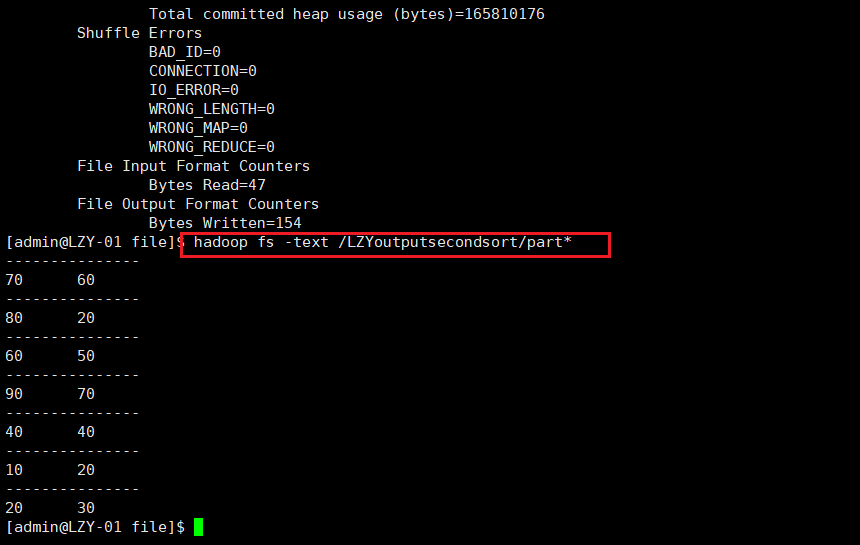 Total committed heap usage (bytes)=165810176
Shuffle Errors
BAD_ID=0
CONNECTION=0
IO_ERROR=0
WRONG_LENGTH=0
WRONG_MAP=0
WRONG_REDUCE=0
File Input Format Counters
Bytes Read=47
File Output Format Counters
Bytes Written=154
[admin@LZY-01 file]$ hadoop fs -text /LZYoutputsecondsort/part*
---------------
70 60
---------------
80 20
---------------
60 50
---------------
90 70
---------------
40 40
---------------
10 20
---------------
20 30
[admin@LZY-01 file]$